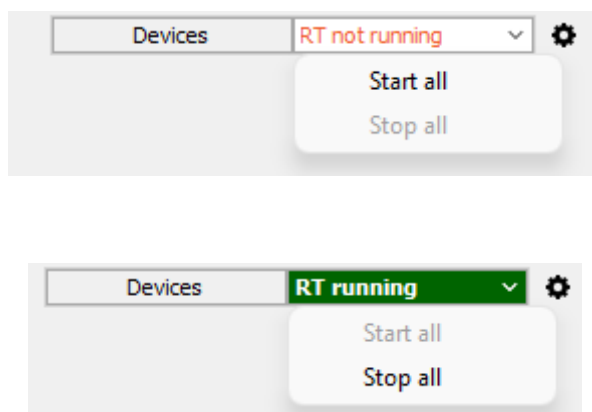 Devices RT not running
Start all
Stop all
Devices RT running
Start all
Stop all